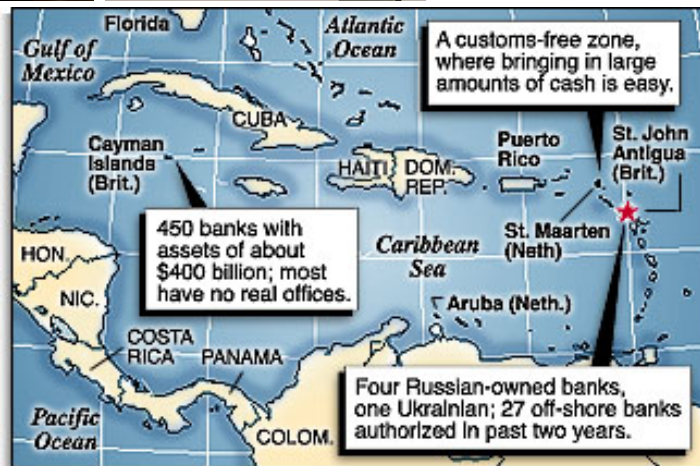 Florida
Gulf of
Mexico
Atlantic
Ocean
A customs-free zone,
where bringing in large
amounts of cash is easy.
CUBA
Cayman
Islands
(Brit.)
HAITI
DOM.
REP.
Puerto
Rico
St. John
Antigua
(Brit.)
450 banks with
assets of about
$400 billion; most
have no real offices.
St. Maarten
(Neth)
Caribbean
Sea
HON.
NIC.
Aruba (Neth.)
COSTA
RICA
PANAMA
Pacific
Ocean
COLOM.
Four Russian-owned banks,
one Ukrainian; 27 off-shore banks
authorized in past two years.